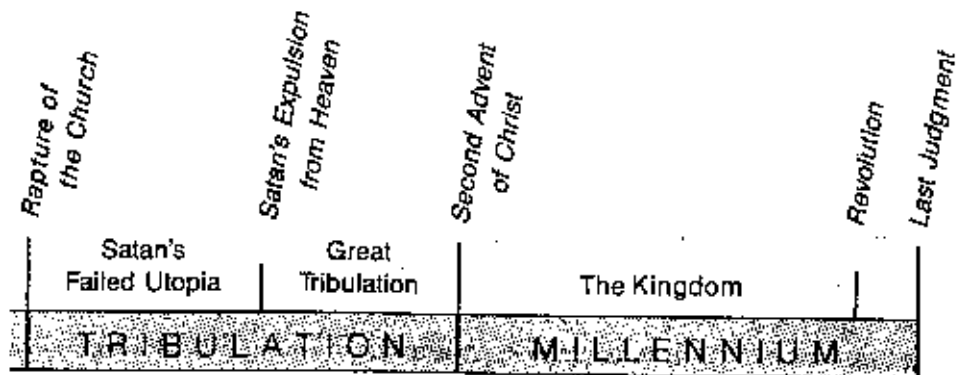 Rapture of
the Church
Satan's Expulsion
from Heaven
Second Advent
of Christ
Revolution
Last Judgment
Satan's
Failed Utopia
Great
Tribulation
The Kingdom
TRIBULATION
MILLENNIUM